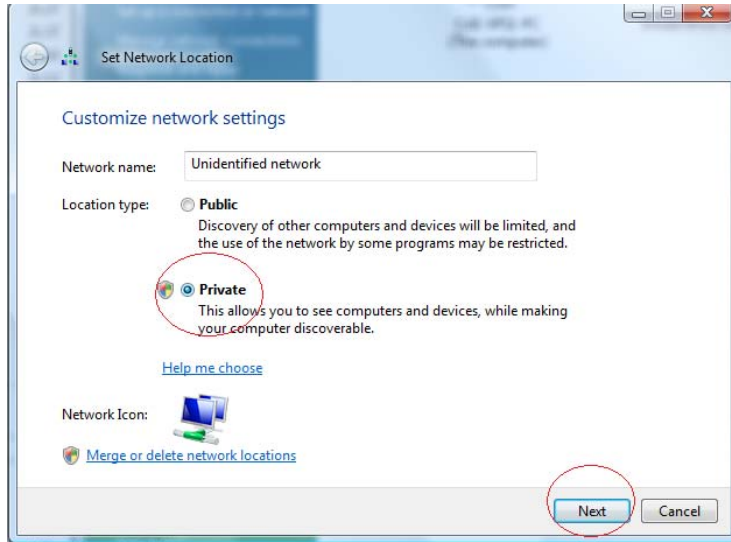 Set Network Location
Customize network settings
Network name: Unidentified network
Location type: Public
Discovery of other computers and devices will be limited, and
the use of the network by some programs may be restricted.
Private
This allows you to see computers and devices, while making
your computer discoverable.
Help me choose
Network Icon:
Merge or delete network locations
Next Cancel